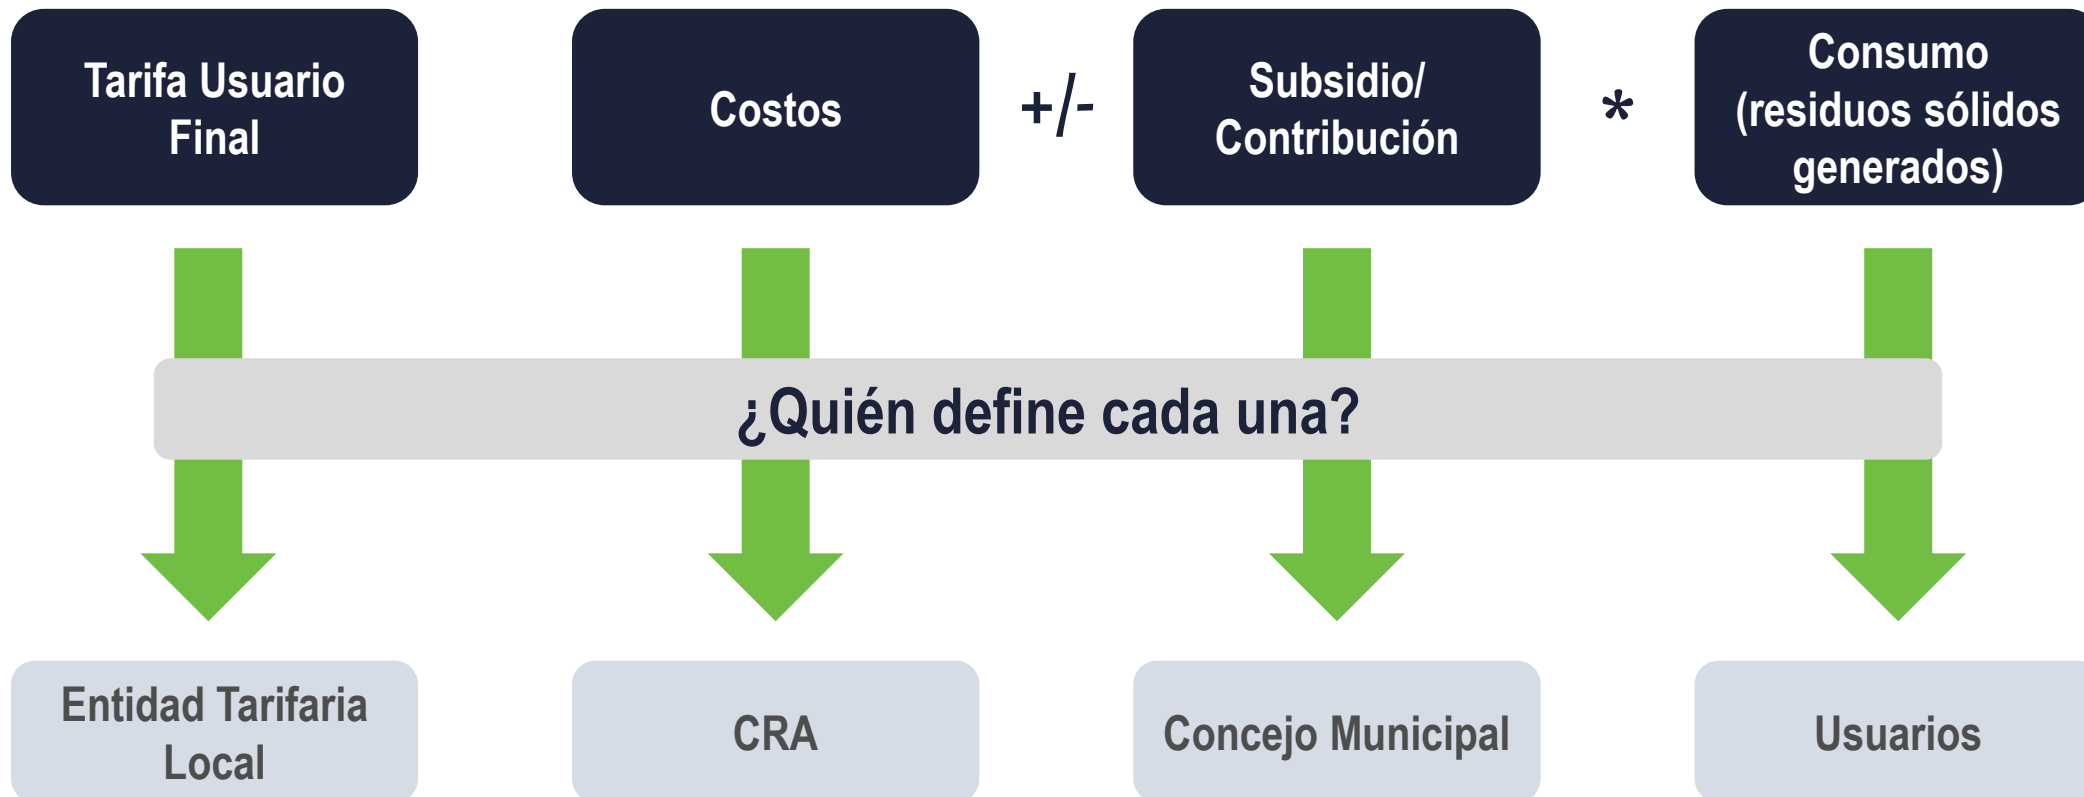 Tarifa Usuario
Final
Costos
+/-
Subsidio/
Contribución
*
Consumo
(residuos sólidos
generados)
¿Quién define cada una?
Entidad Tarifaria
Local
CRA
Concejo Municipal
Usuarios